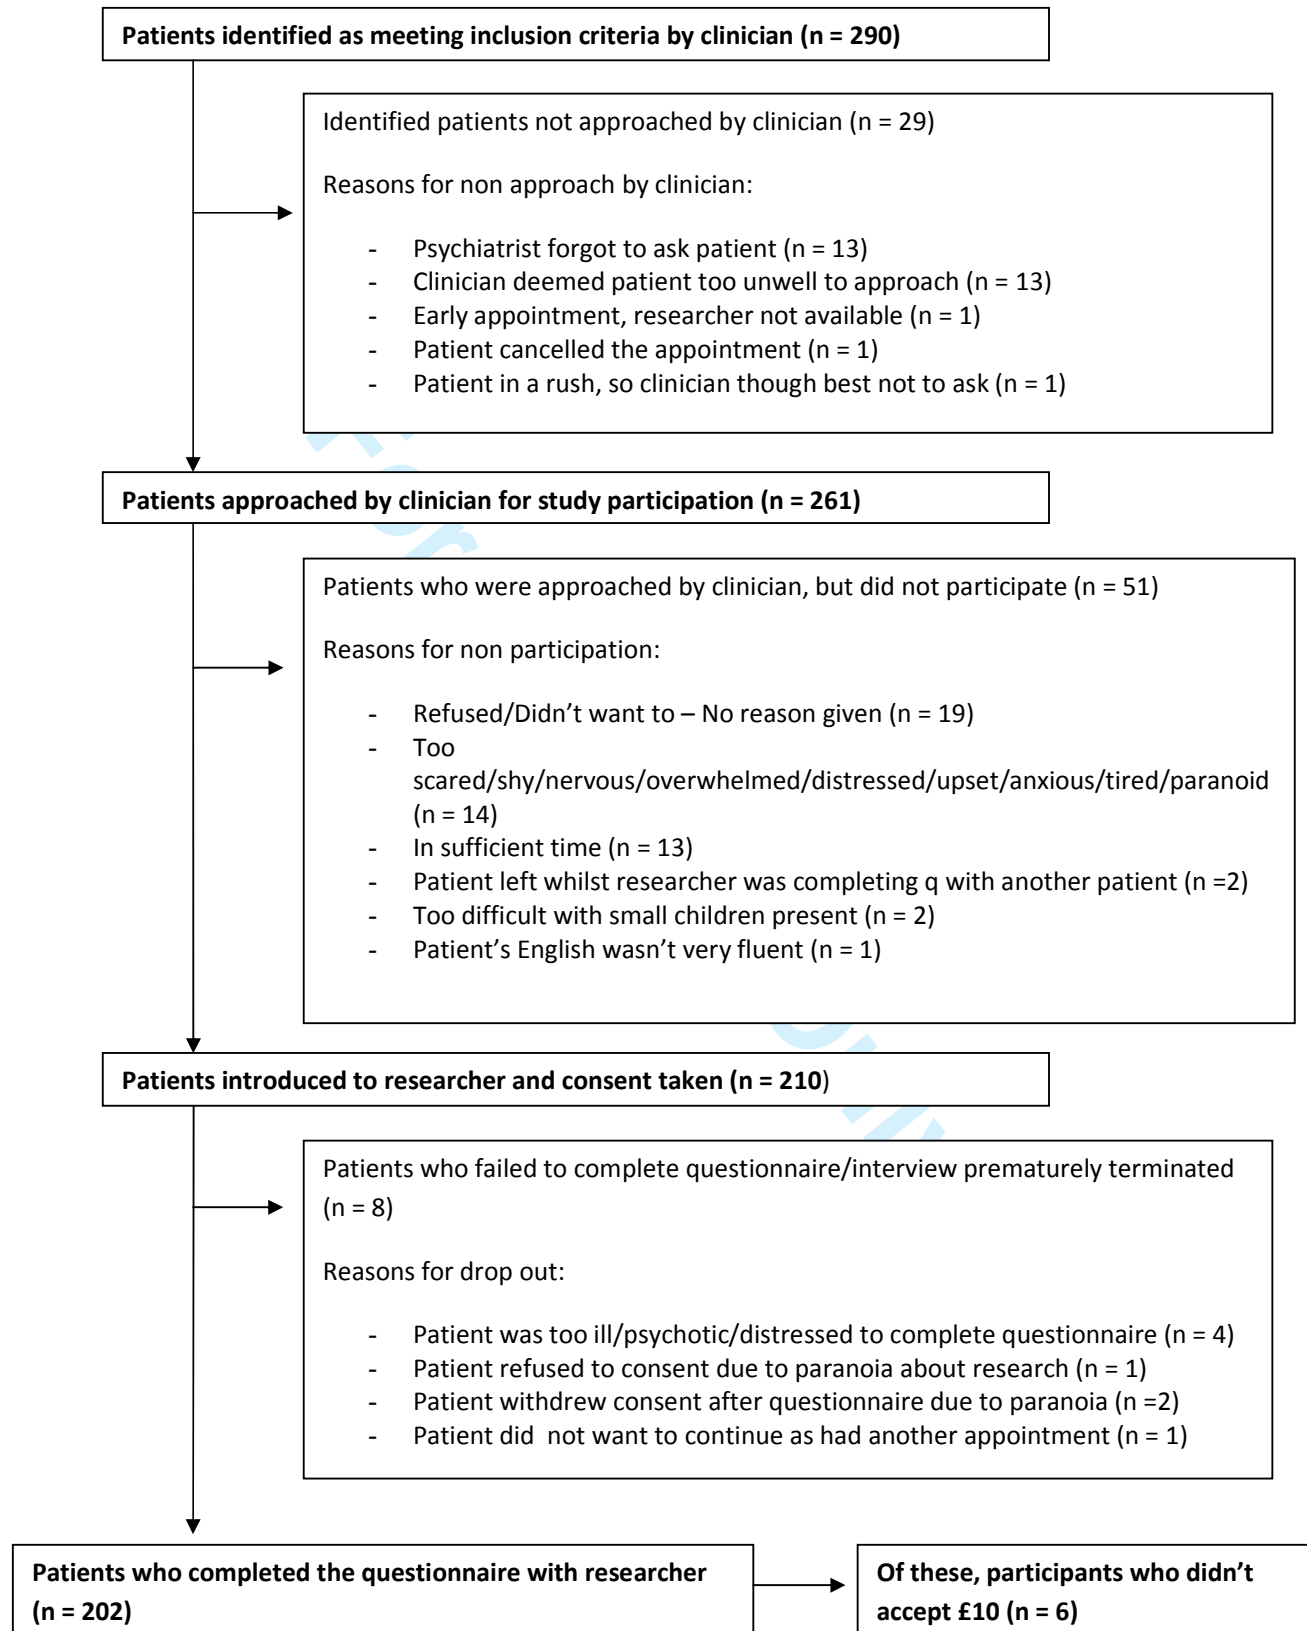 Patients identified as meeting inclusion criteria by clinician (n = 290)
Identified patients not approached by clinician (n = 29)
Reasons for non approach by clinician:
- Psychiatrist forgot to ask patient (n = 13)
- Clinician deemed patient too unwell to approach (n = 13)
- Early appointment, researcher not available (n = 1)
- Patient cancelled the appointment (n = 1)
- Patient in a rush, so clinician though best not to ask (n = 1)
Patients approached by clinician for study participation (n = 261)
Patients who were approached by clinician, but did not participate (n = 51)
Reasons for non participation:
- Refused/Didn’t want to – No reason given (n = 19)
- Too
scared/shy/nervous/overwhelmed/distressed/upset/anxious/tired/paranoid
(n = 14)
- In sufficient time (n = 13)
- Patient left whilst researcher was completing q with another patient (n =2)
- Too difficult with small children present (n = 2)
- Patient’s English wasn’t very fluent (n = 1)
Patients introduced to researcher and consent taken (n = 210)
Patients who failed to complete questionnaire/interview prematurely terminated
(n = 8)
Reasons for drop out:
- Patient was too ill/psychotic/distressed to complete questionnaire (n = 4)
- Patient refused to consent due to paranoia about research (n = 1)
- Patient withdrew consent after questionnaire due to paranoia (n =2)
- Patient did  not want to continue as had another appointment (n = 1)
Patients who completed the questionnaire with researcher
(n = 202)
Of these, participants who didn’t
accept £10 (n = 6)